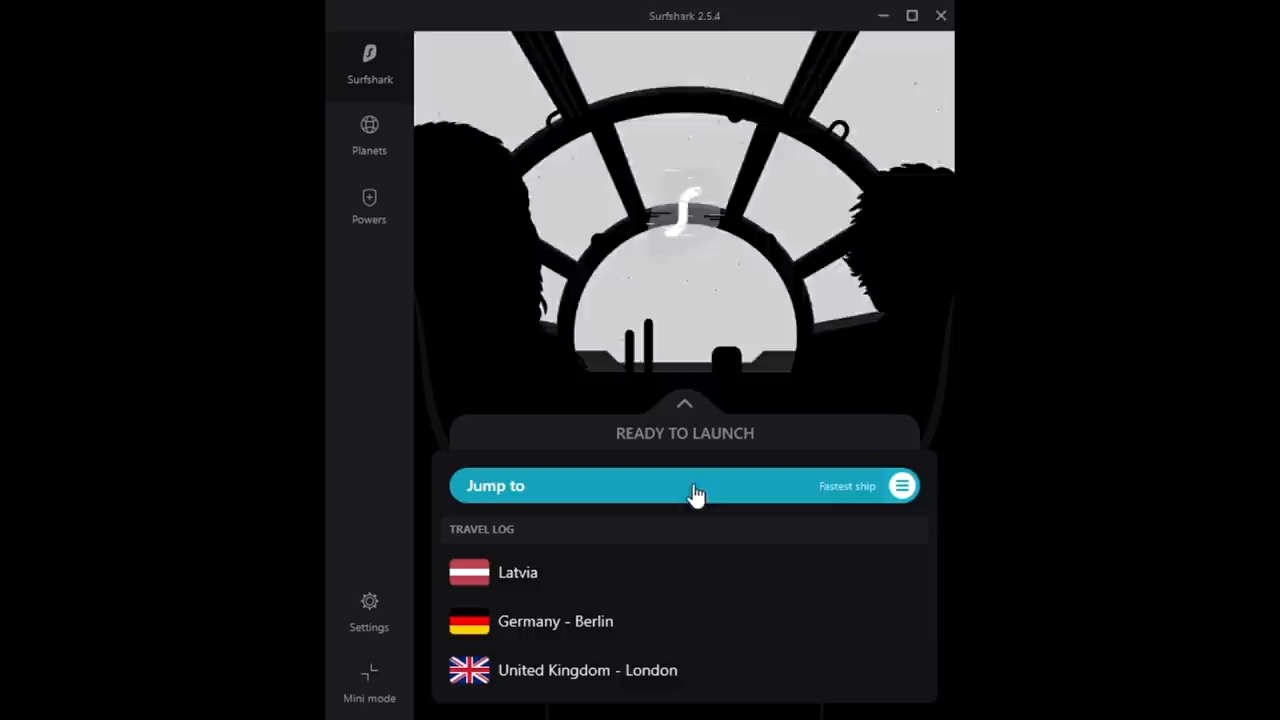 Surfshark 2.5.4
Surfshark
Planets
Powers
READY TO LAUNCH
Jump to
Fastest ship
TRAVEL LOG
Latvia
Germany - Berlin
United Kingdom - London
Settings
Mini mode